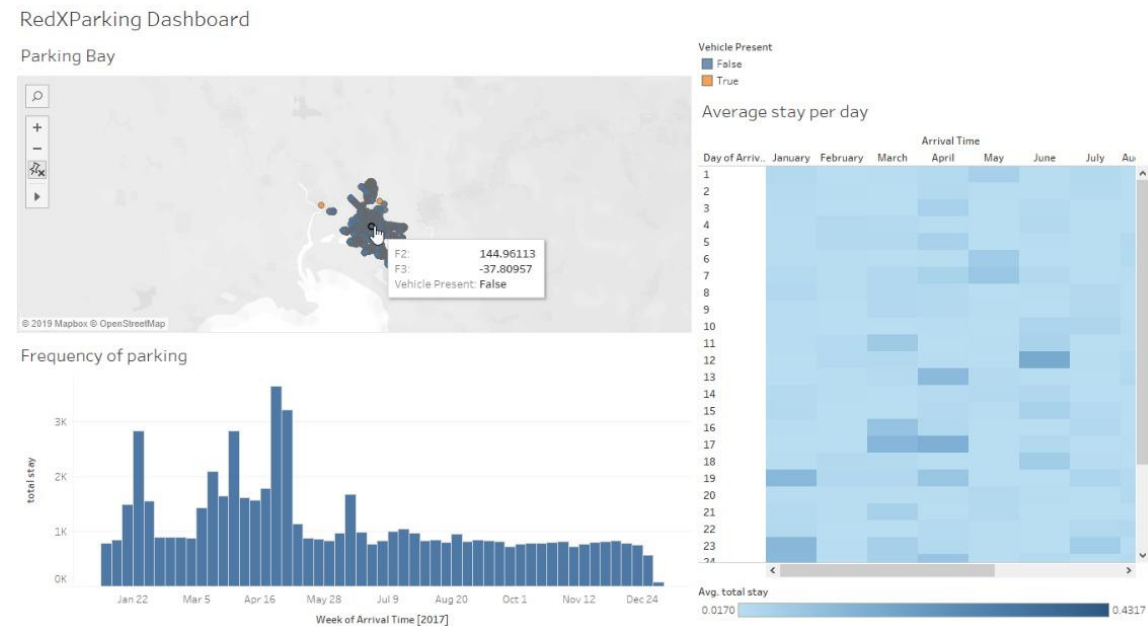 RedXParking Dashboard
Parking Bay
F2: 144.96113
F3: -37.80957
Vehicle Present: False
© 2019 Mapbox © OpenStreetMap
Frequency of parking
total stay
3K
2K
1K
0K
Jan 22 Mar 5 Apr 16 May 28 Jul 9 Aug 20 Oct 1 Nov 12 Dec 24
Week of Arrival Time [2017]
Vehicle Present
False
True
Average stay per day
Arrival Time
Day of Arriv.. January February March April May June July Au
1
2
3
4
5
6
7
8
9
10
11
12
13
14
15
16
17
18
19
20
21
22
23
24
Avg. total stay
0.0170 0.4317